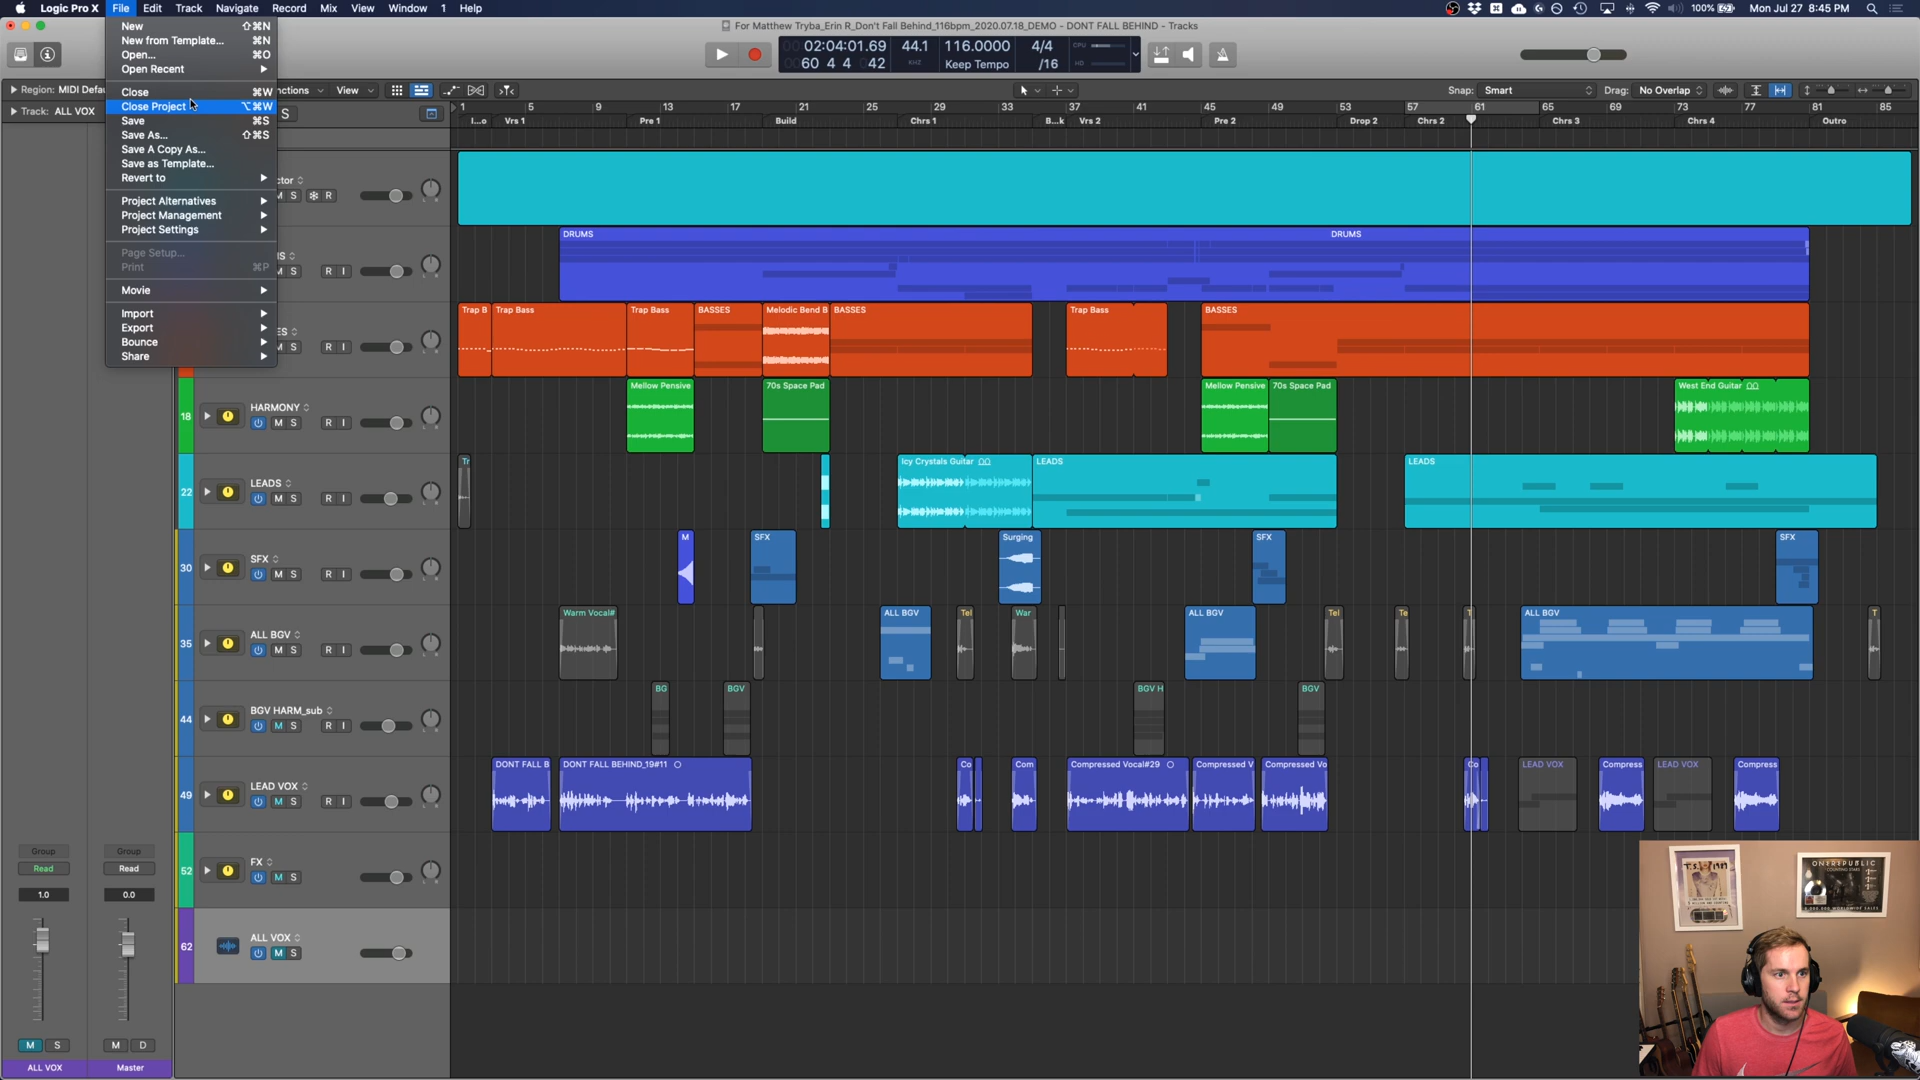 Logic Pro X File Edit Track Navigate Record Mix View Window 1 Help
100% Mon Jul 27 8:45 PM
For Matthew Tryba_Erin R_Don't Fall Behind_116bpm_2020.07.18_DEMO - DONT FALL BEHIND - Tracks
New ⇧⌘N
New from Template... ⌘N
Open... ⌘O
Open Recent
Close ⌘W
Close Project ⌥⌘W
Save ⌘S
Save As... ⇧⌘S
Save A Copy As...
Save as Template...
Revert to
Project Alternatives
Project Management
Project Settings
Page Setup...
Print ⌘P
Movie
Import
Export
Bounce
Share
02:04:01.69 44.1 116.0000 4/4
60 4 4 42 KHZ Keep Tempo /16
CPU
HD
Region: MIDI Defau
Track: ALL VOX
nctions View
Snap: Smart Drag: No Overlap
1 5 9 13 17 21 25 29 33 37 41 45 49 53 57 61 65 69 73 77 81 85
I...o Vrs 1 Pre 1 Build Chrs 1 B...k Vrs 2 Pre 2 Drop 2 Chrs 2 Chrs 3 Chrs 4 Outro
S
ctor
M S R
DRUMS DRUMS
S
M S R I
Trap B Trap Bass Trap Bass BASSES Melodic Bend B BASSES Trap Bass BASSES
ES
M S R I
Mellow Pensive 70s Space Pad Mellow Pensive 70s Space Pad West End Guitar
18 HARMONY
M S R I
Tr Icy Crystals Guitar LEADS LEADS
22 LEADS
M S R I
M SFX Surging SFX SFX
30 SFX
M S R I
Warm Vocal# ALL BGV Tel War ALL BGV Tel Te T ALL BGV T
35 ALL BGV
M S R I
BG BGV BGV H BGV
44 BGV HARM_sub
M S R I
DONT FALL B DONT FALL BEHIND_19#11 Co Com Compressed Vocal#29 Compressed V Compressed Vo Co LEAD VOX Compress LEAD VOX Compress
49 LEAD VOX
M S R I
52 FX
M S
62 ALL VOX
M S
Group Group
Read Read
1.0 0.0
M S M D
ALL VOX Master
ONEREPUBLIC